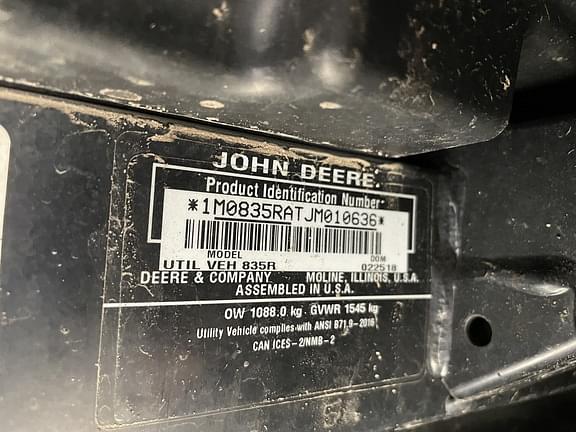 JOHN DEERE
Product Identification Number
*1M0835RATJM010636*
MODEL DOM
UTIL VEH 835R 022518
DEERE & COMPANY MOLINE, ILLINOIS, U.S.A.
ASSEMBLED IN U.S.A.
OW 1088.0 kg GVWR 1545 kg
Utility Vehicle complies with ANSI B71.9-2016
CAN ICES-2/NMB-2